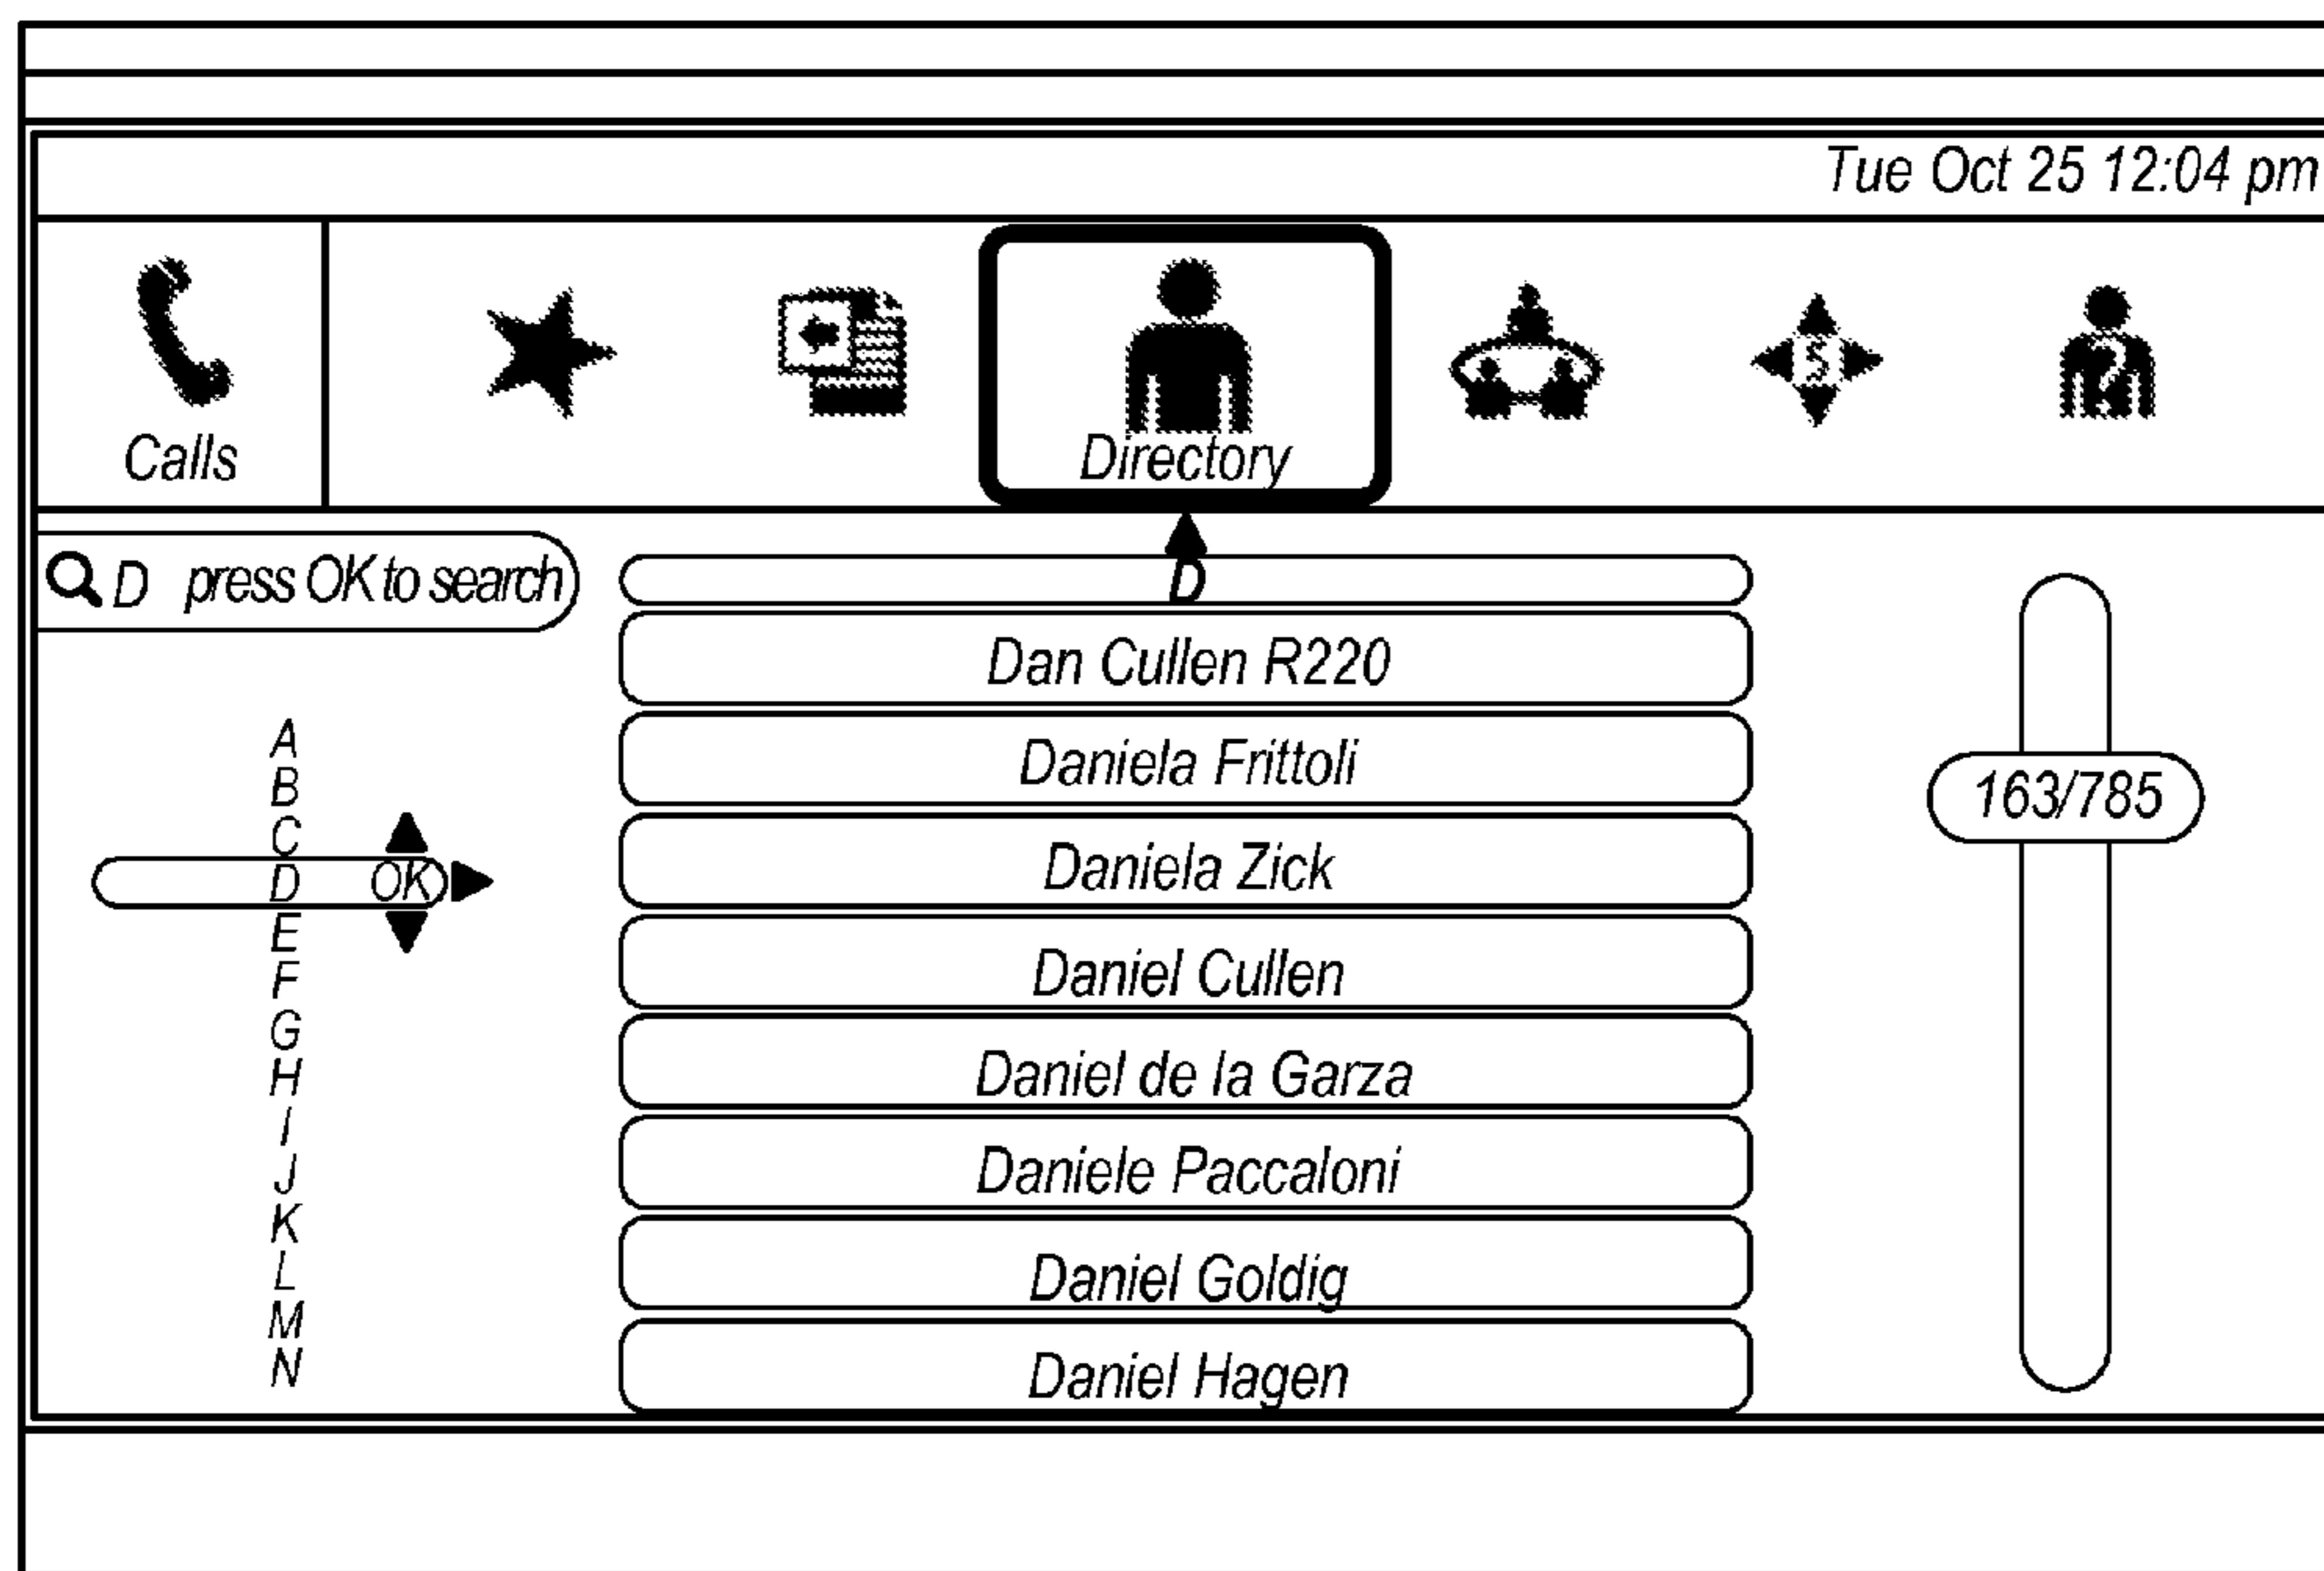 Tue Oct 25 12:04 pm
Calls
Directory
D press OK to search
D
Dan Cullen R220
Daniela Frittoli
Daniela Zick
Daniel Cullen
Daniel de la Garza
Daniele Paccaloni
Daniel Goldig
Daniel Hagen
A
B
C
D OK
E
F
G
H
I
J
K
L
M
N
163/785
S